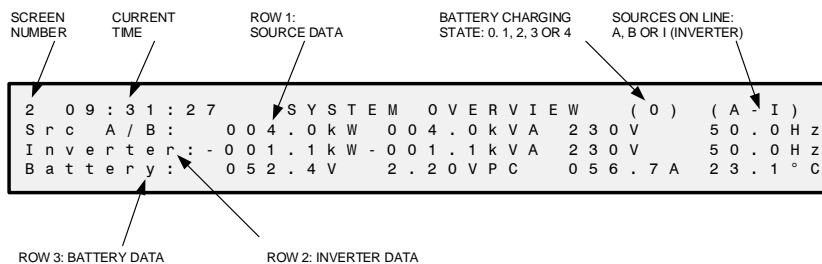 SCREEN NUMBER
CURRENT TIME
ROW 1: SOURCE DATA
BATTERY CHARGING STATE: 0. 1, 2, 3 OR 4
SOURCES ON LINE: A, B OR I (INVERTER)
2 09:31:27 SYSTEM OVERVIEW (0) (A-I)
Src A/B: 004.0kW 004.0kVA 230V 50.0Hz
Inverter:-001.1kW-001.1kVA 230V 50.0Hz
Battery: 052.4V 2.20VPC 056.7A 23.1°C
ROW 3: BATTERY DATA
ROW 2: INVERTER DATA